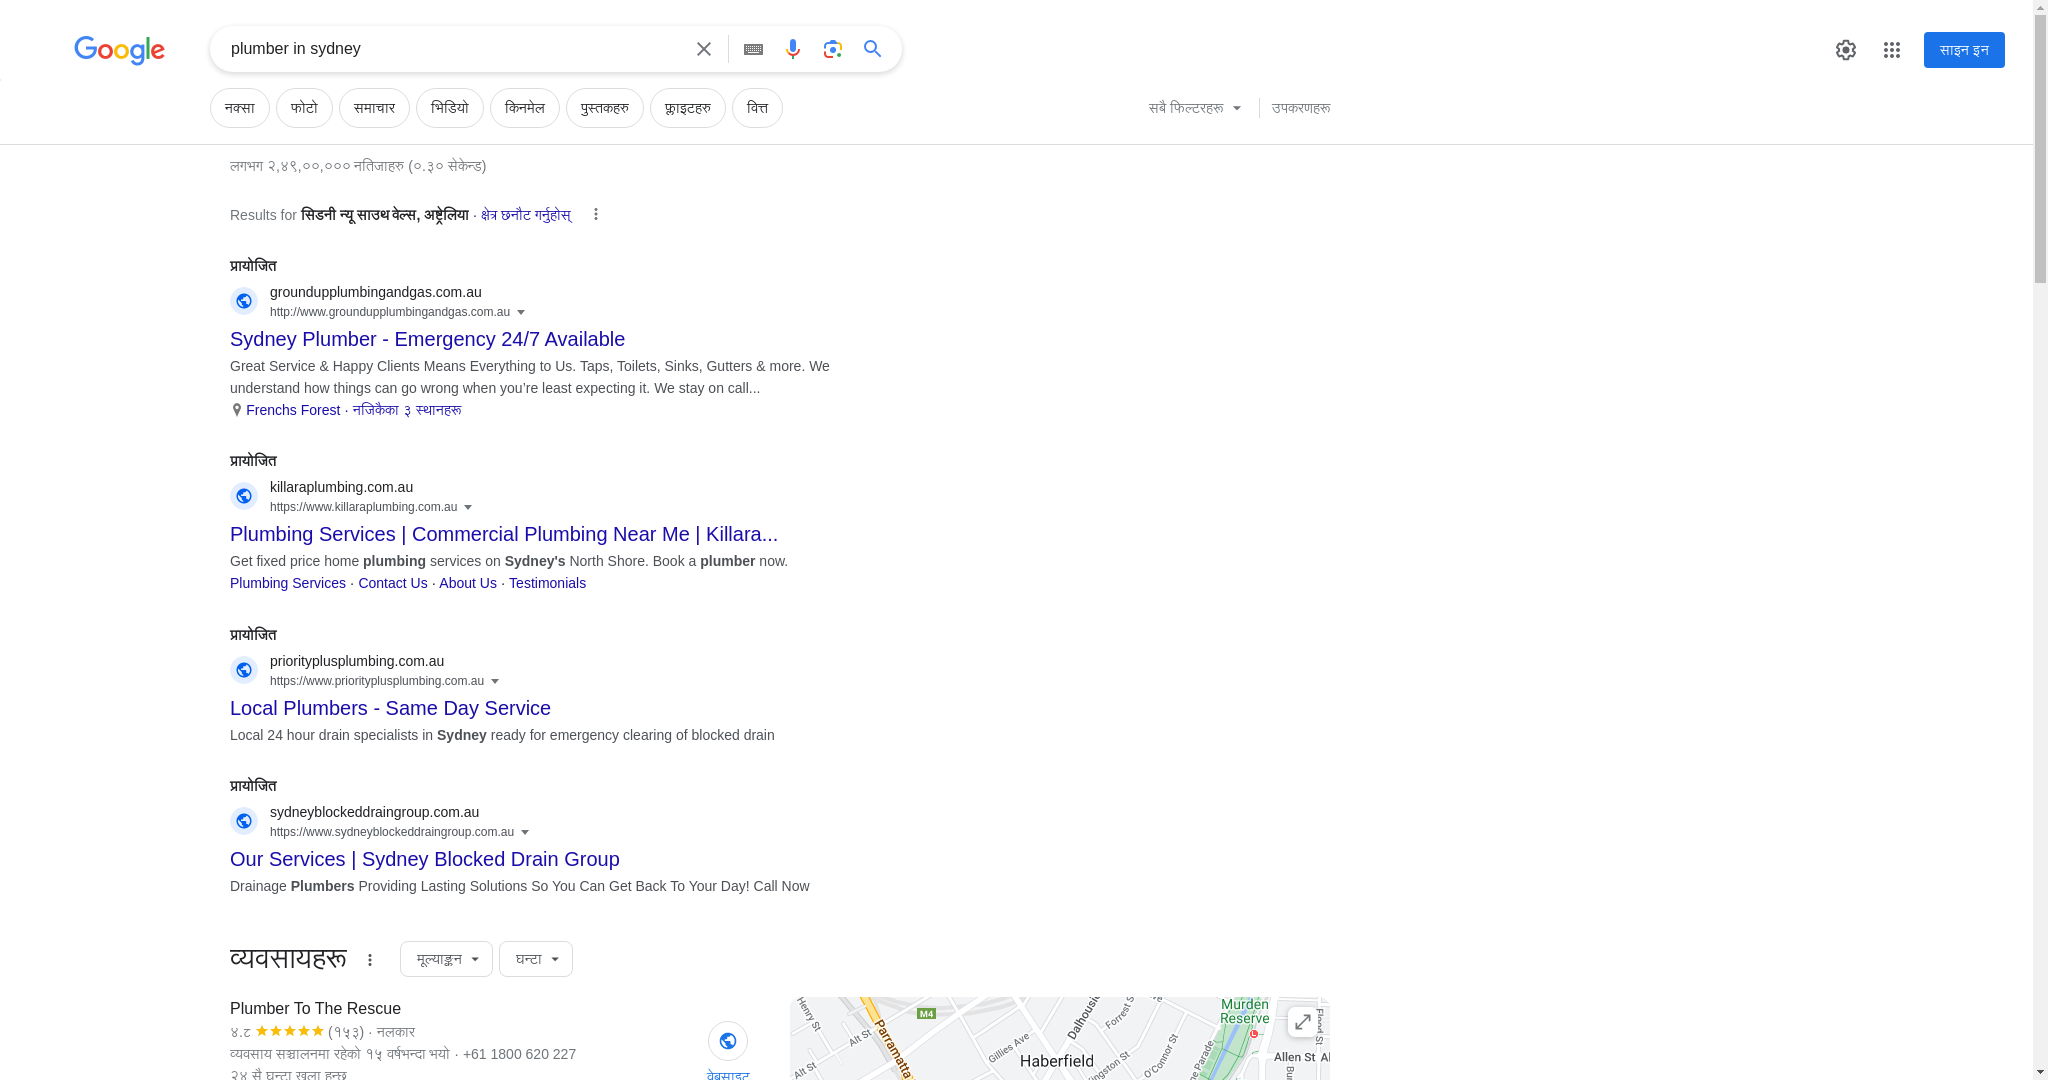 Google
plumber in sydney
साइन इन
नक्सा
फोटो
समाचार
भिडियो
किनमेल
पुस्तकहरु
फ्लाइटहरु
वित्त
सबै फिल्टरहरू
उपकरणहरू
लगभग २,४९,००,००० नतिजाहरु (०.३० सेकेन्ड)
Results for सिडनी न्यू साउथ वेल्स, अष्ट्रेलिया · क्षेत्र छनौट गर्नुहोस्
प्रायोजित
groundupplumbingandgas.com.au
http://www.groundupplumbingandgas.com.au
Sydney Plumber - Emergency 24/7 Available
Great Service & Happy Clients Means Everything to Us. Taps, Toilets, Sinks, Gutters & more. We
understand how things can go wrong when you’re least expecting it. We stay on call...
Frenchs Forest · नजिकैका ३ स्थानहरू
प्रायोजित
killaraplumbing.com.au
https://www.killaraplumbing.com.au
Plumbing Services | Commercial Plumbing Near Me | Killara...
Get fixed price home plumbing services on Sydney's North Shore. Book a plumber now.
Plumbing Services · Contact Us · About Us · Testimonials
प्रायोजित
priorityplusplumbing.com.au
https://www.priorityplusplumbing.com.au
Local Plumbers - Same Day Service
Local 24 hour drain specialists in Sydney ready for emergency clearing of blocked drain
प्रायोजित
sydneyblockeddraingroup.com.au
https://www.sydneyblockeddraingroup.com.au
Our Services | Sydney Blocked Drain Group
Drainage Plumbers Providing Lasting Solutions So You Can Get Back To Your Day! Call Now
व्यवसायहरू
मूल्याङ्कन
घन्टा
Plumber To The Rescue
४.८ (१५३) · नलकार
व्यवसाय सञ्चालनमा रहेको १५ वर्षभन्दा भयो · +61 1800 620 227
२४ सै घन्टा खुला हुन्छ
वेबसाइट
Henry St
Parramatta
Alt St
Alt St
M4
Gillies Ave
Dalhousie
Forrest S
Haberfield
Kingston St
O'Connor St
ne Parade
Murden
Reserve
Flood St
Allen St
Al
Bu